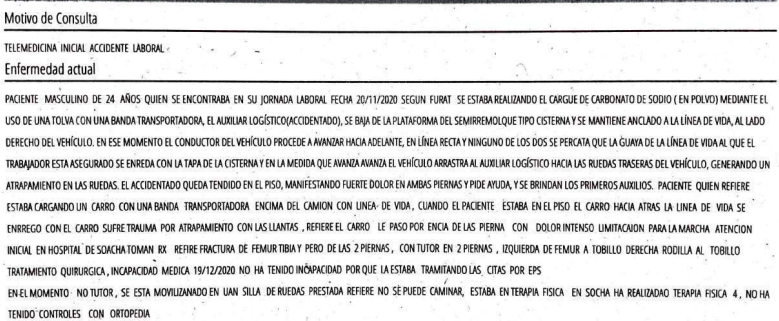 Motivo de Consulta
TELEMEDICINA INICIAL ACCIDENTE LABORAL
Enfermedad actual
PACIENTE MASCULINO DE 24 AÑOS QUIEN SE ENCONTRABA EN SU JORNADA LABORAL FECHA 20/11/2020 SEGUN FURAT SE ESTABA REALIZANDO EL CARGUE DE CARBONATO DE SODIO ( EN POLVO) MEDIANTE EL
USO DE UNA TOLVA CON UNA BANDA TRANSPORTADORA, EL AUXILIAR LOGÍSTICO(ACCIDENTADO), SE BAJA DE LA PLATAFORMA DEL SEMIRREMOLQUE TIPO CISTERNA Y SE MANTIENE ANCLADO A LA LÍNEA DE VIDA, AL LADO
DERECHO DEL VEHÍCULO. EN ESE MOMENTO EL CONDUCTOR DEL VEHÍCULO PROCEDE A AVANZAR HACIA ADELANTE, EN LÍNEA RECTA Y NINGUNO DE LOS DOS SE PERCATA QUE LA GUAYA DE LA LÍNEA DE VIDA AL QUE EL
TRABAJADOR ESTA ASEGURADO SE ENREDA CON LA TAPA DE LA CISTERNA Y EN LA MEDIDA QUE AVANZA AVANZA EL VEHÍCULO ARRASTRA AL AUXILIAR LOGÍSTICO HACIA LAS RUEDAS TRASERAS DEL VEHÍCULO, GENERANDO UN
ATRAPAMIENTO EN LAS RUEDAS. EL ACCIDENTADO QUEDA TENDIDO EN EL PISO, MANIFESTANDO FUERTE DOLOR EN AMBAS PIERNAS Y PIDE AYUDA, Y SE BRINDAN LOS PRIMEROS AUXILIOS. PACIENTE QUIEN REFIERE
ESTABA CARGANDO UN CARRO CON UNA BANDA TRANSPORTADORA ENCIMA DEL CAMION CON LINEA DE VIDA , CUANDO EL PACIENTE ESTABA EN EL PISO EL CARRO HACIA ATRAS LA LINEA DE VIDA SE
ENRREGO CON EL CARRO SUFRE TRAUMA POR ATRAPAMIENTO CON LAS LLANTAS , REFIERE EL CARRO LE PASO POR ENCIA DE LAS PIERNA CON DOLOR INTENSO LIMITACAION PARA LA MARCHA ATENCION
INICIAL EN HOSPITAL DE SOACHA TOMAN RX REFIRE FRACTURA DE FEMUR TIBIA Y PERO DE LAS 2 PIERNAS , CON TUTOR EN 2 PIERNAS , IZQUIERDA DE FEMUR A TOBILLO DERECHA RODILLA AL TOBILLO
TRATAMIENTO QUIRURGICA , INCAPACIDAD MEDICA 19/12/2020 NO HA TENIDO INCAPACIDAD POR QUE LA ESTABA TRAMITANDO LAS CITAS POR EPS
EN EL MOMENTO NO TUTOR , SE ESTA MOVILIZANADO EN UAN SILLA DE RUEDAS PRESTADA REFIERE NO SE PUEDE CAMINAR, ESTABA EN TERAPIA FISICA EN SOCHA HA REALIZADAO TERAPIA FISICA 4 , NO HA
TENIDO CONTROLES CON ORTOPEDIA